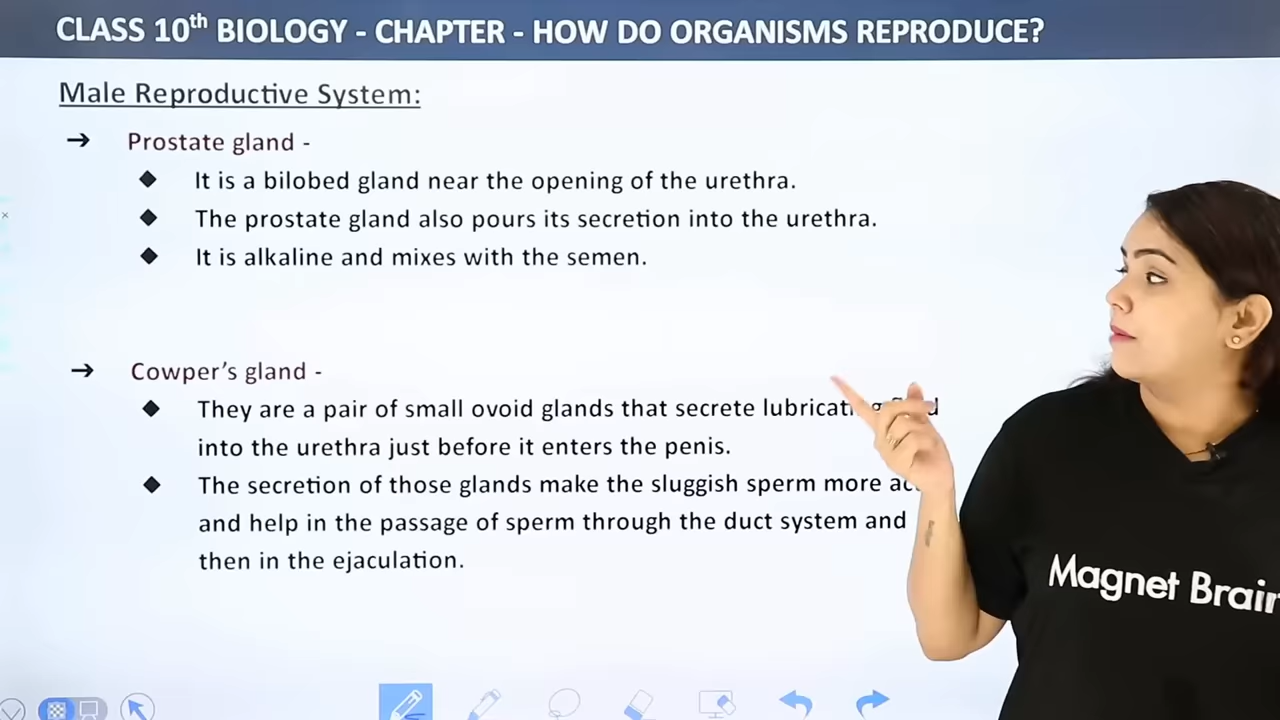 CLASS 10th BIOLOGY - CHAPTER - HOW DO ORGANISMS REPRODUCE?
Male Reproductive System:
➔ Prostate gland -
◆ It is a bilobed gland near the opening of the urethra.
◆ The prostate gland also pours its secretion into the urethra.
◆ It is alkaline and mixes with the semen.
➔ Cowper’s gland -
◆ They are a pair of small ovoid glands that secrete
into the urethra just before it enters the penis.
◆ The secretion of those glands make the sluggish sperm more
and help in the passage of sperm through the duct system and
then in the ejaculation.
Magnet